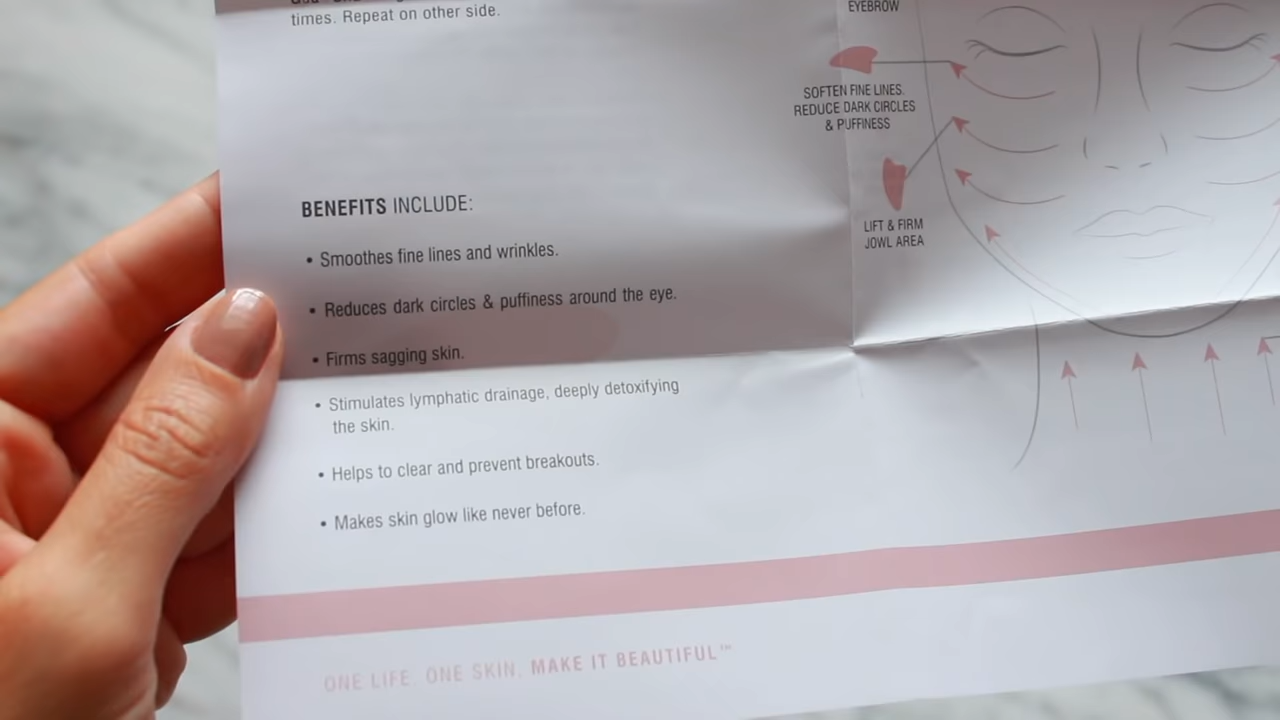 times. Repeat on other side.
BENEFITS INCLUDE:
• Smoothes fine lines and wrinkles.
• Reduces dark circles & puffiness around the eye.
• Firms sagging skin.
• Stimulates lymphatic drainage, deeply detoxifying
the skin.
• Helps to clear and prevent breakouts.
• Makes skin glow like never before.
EYEBROW
SOFTEN FINE LINES.
REDUCE DARK CIRCLES
& PUFFINESS
LIFT & FIRM
JOWL AREA
ONE LIFE. ONE SKIN. MAKE IT BEAUTIFUL™